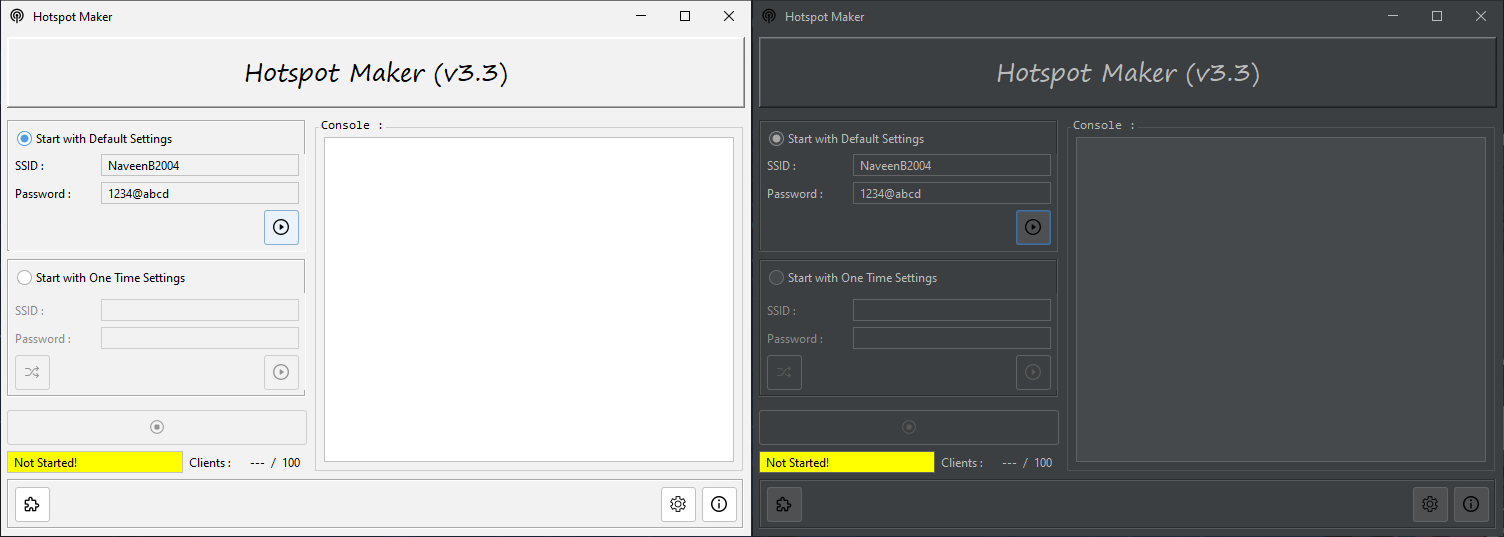 Hotspot Maker
Hotspot Maker (v3.3)
Start with Default Settings
SSID : NaveenB2004
Password : 1234@abcd
Start with One Time Settings
SSID :
Password :
Not Started! Clients : --- / 100
Console :
Hotspot Maker
Hotspot Maker (v3.3)
Start with Default Settings
SSID : NaveenB2004
Password : 1234@abcd
Start with One Time Settings
SSID :
Password :
Not Started! Clients : --- / 100
Console :